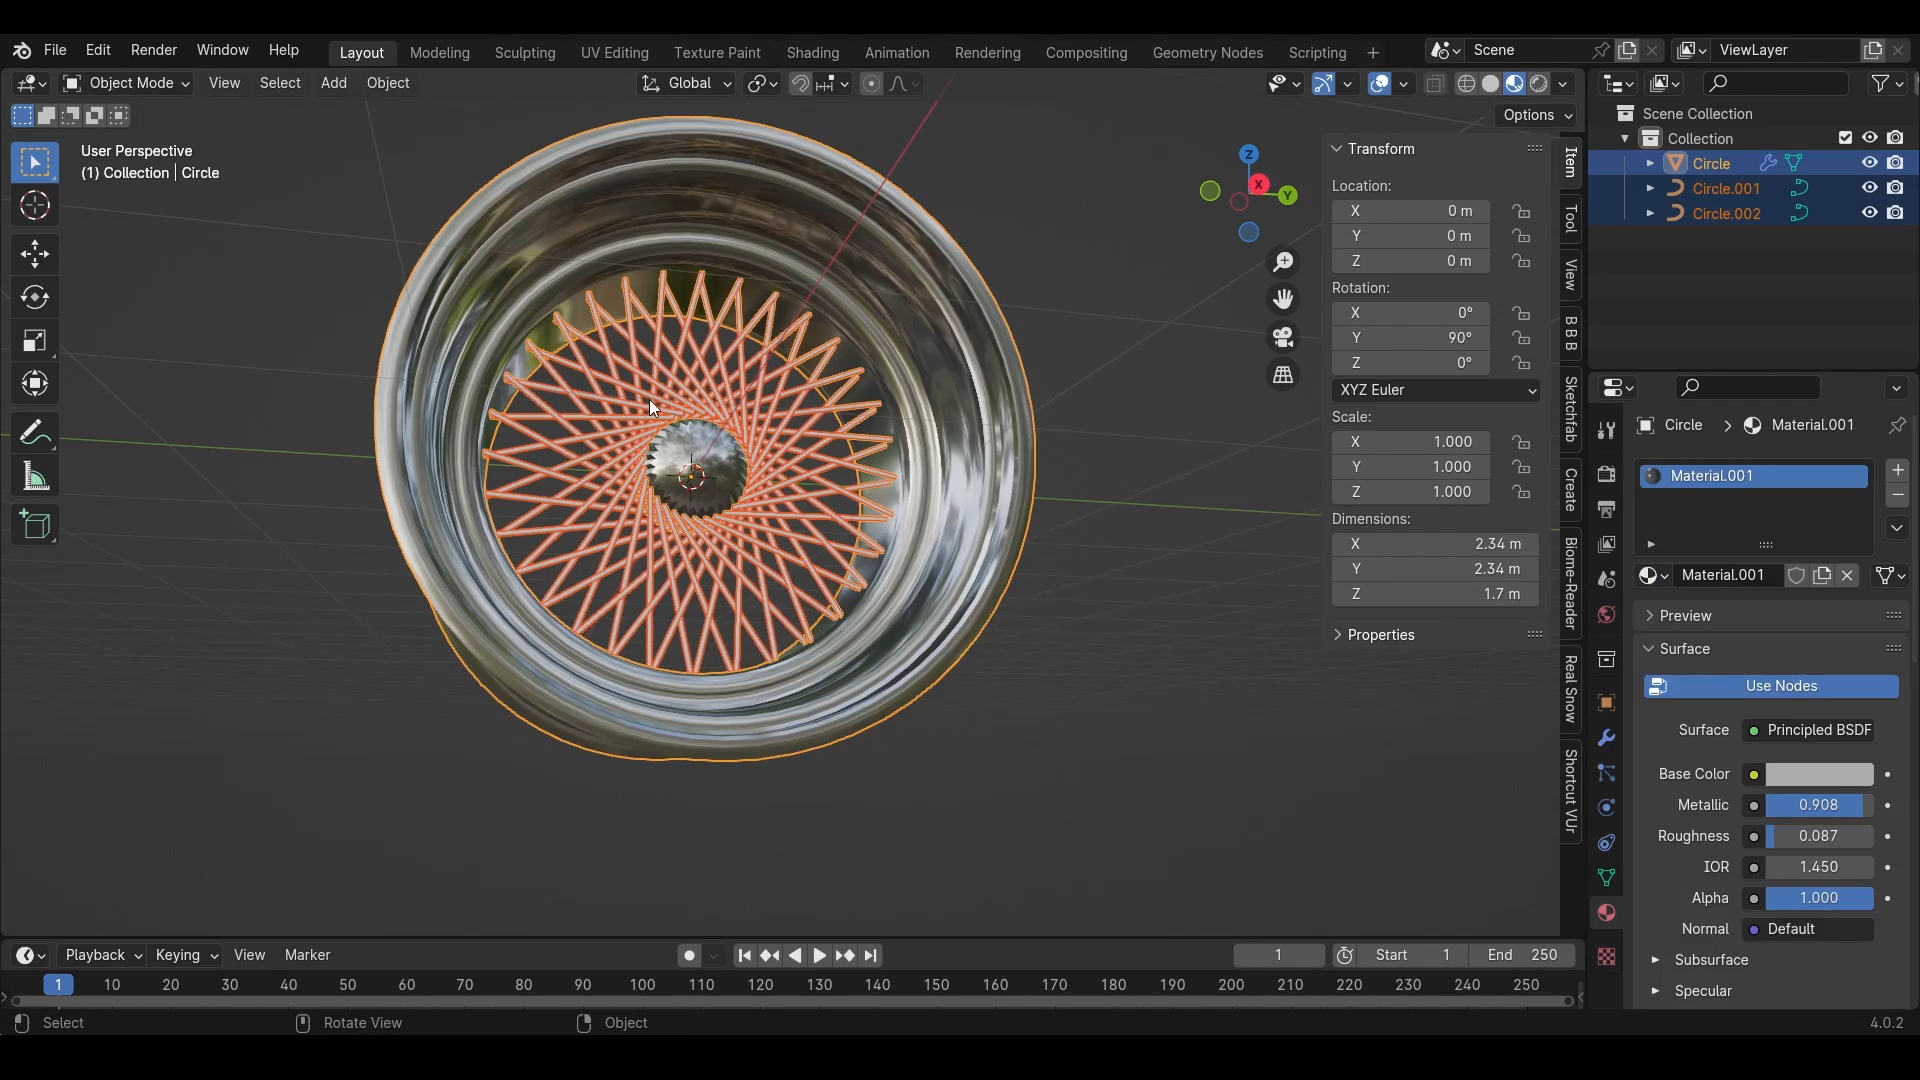 File Edit Render Window Help Layout Modeling Sculpting UV Editing Texture Paint Shading Animation Rendering Compositing Geometry Nodes Scripting + Scene ViewLayer
Object Mode View Select Add Object Global
Options
User Perspective
(1) Collection | Circle
Z
X
Y
Transform
Location:
X 0 m
Y 0 m
Z 0 m
Rotation:
X 0°
Y 90°
Z 0°
XYZ Euler
Scale:
X 1.000
Y 1.000
Z 1.000
Dimensions:
X 2.34 m
Y 2.34 m
Z 1.7 m
Properties
Item
Tool
View
B B B
Sketchfab
Create
Biome-Reader
Real Snow
Shortcut VUr
Scene Collection
Collection
Circle
Circle.001
Circle.002
Circle > Material.001
Material.001
Material.001
Preview
Surface
Use Nodes
Surface Principled BSDF
Base Color
Metallic 0.908
Roughness 0.087
IOR 1.450
Alpha 1.000
Normal Default
Subsurface
Specular
Playback Keying View Marker 1 Start 1 End 250
1 10 20 30 40 50 60 70 80 90 100 110 120 130 140 150 160 170 180 190 200 210 220 230 240 250
Select Rotate View Object 4.0.2